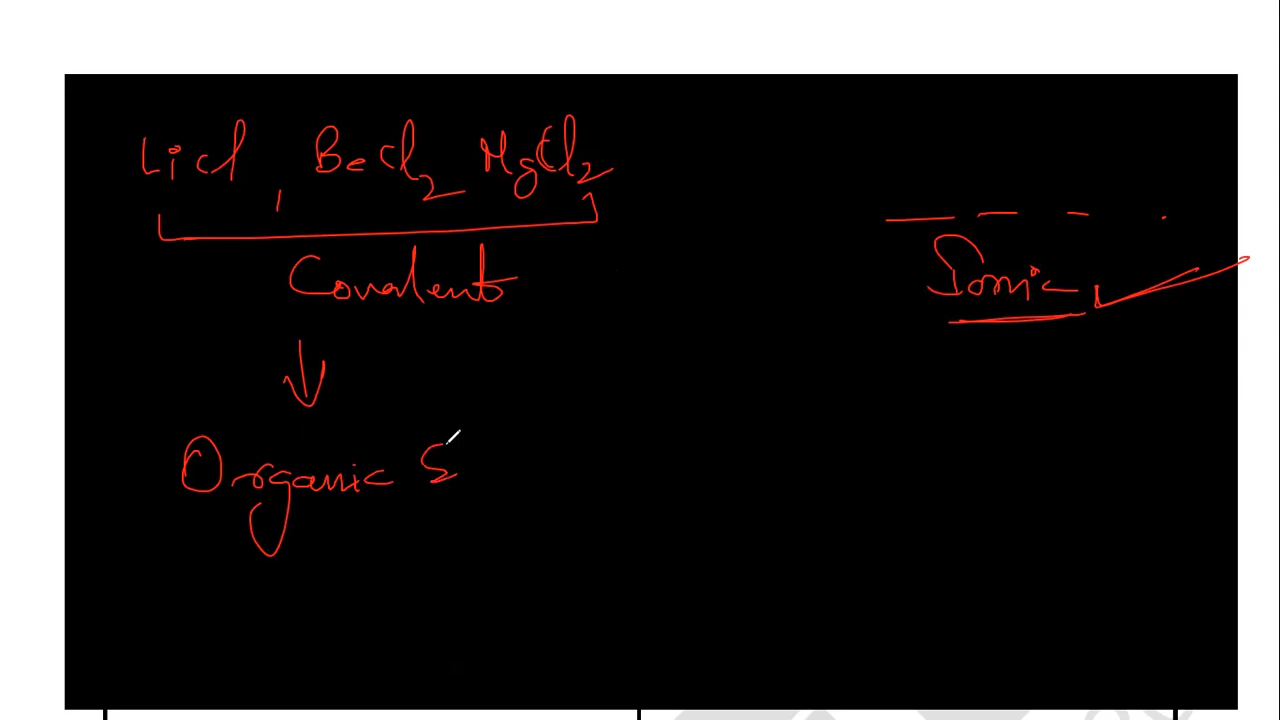 LiCl, BeCl₂ MgCl₂
Covalent
Ionic
Organic S